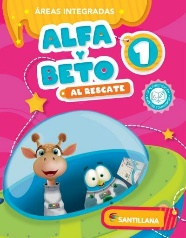 ÁREAS INTEGRADAS
ALFA
Y
BETO
1
AL RESCATE
SANTILLANA